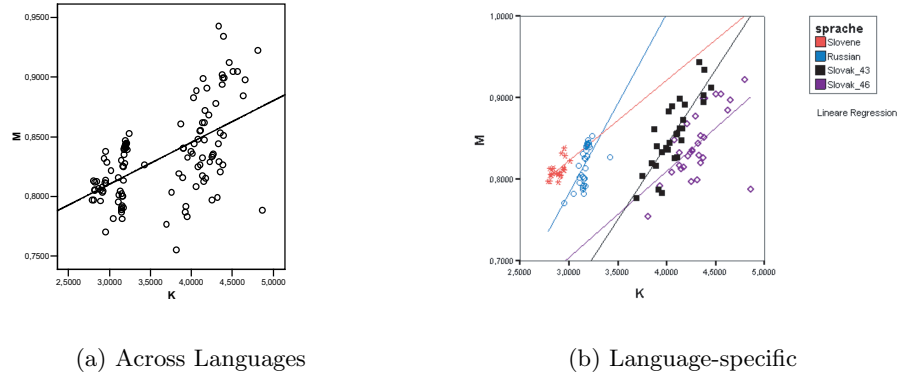 0,9500
0,9000
0,8500
0,8000
0,7500
M
2,5000 3,0000 3,5000 4,0000 4,5000 5,0000
K
1,0000
0,9000
0,8000
0,7000
M
2,5000 3,0000 3,5000 4,0000 4,5000 5,0000
K
sprache
Slovene
Russian
Slovak_43
Slovak_46
Lineare Regression
(a) Across Languages
(b) Language-specific